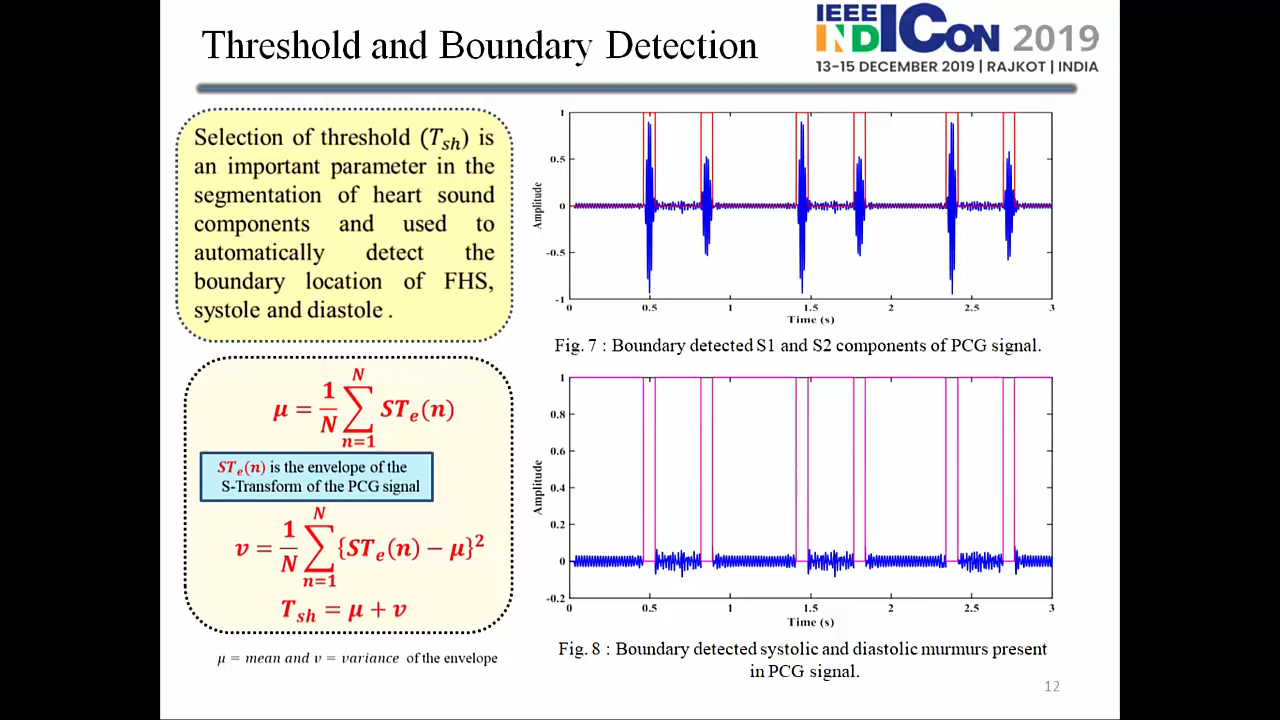 Threshold and Boundary Detection
IEEE
INDICON 2019
13-15 DECEMBER 2019 | RAJKOT | INDIA
Selection of threshold (T_sh) is
an important parameter in the
segmentation of heart sound
components and used to
automatically detect the
boundary location of FHS,
systole and diastole .
μ = 1/N ∑_{n=1}^{N} ST_e(n)
ST_e(n) is the envelope of the
S-Transform of the PCG signal
v = 1/N ∑_{n=1}^{N} {ST_e(n) − μ}²
T_sh = μ + v
μ = mean and v = variance of the envelope
1
0.5
0
-0.5
-1
Amplitude
0 0.5 1 1.5 2 2.5 3
Time (s)
Fig. 7 : Boundary detected S1 and S2 components of PCG signal.
1
0.8
0.6
0.4
0.2
0
-0.2
Amplitude
0 0.5 1 1.5 2 2.5 3
Time (s)
Fig. 8 : Boundary detected systolic and diastolic murmurs present
in PCG signal.
12